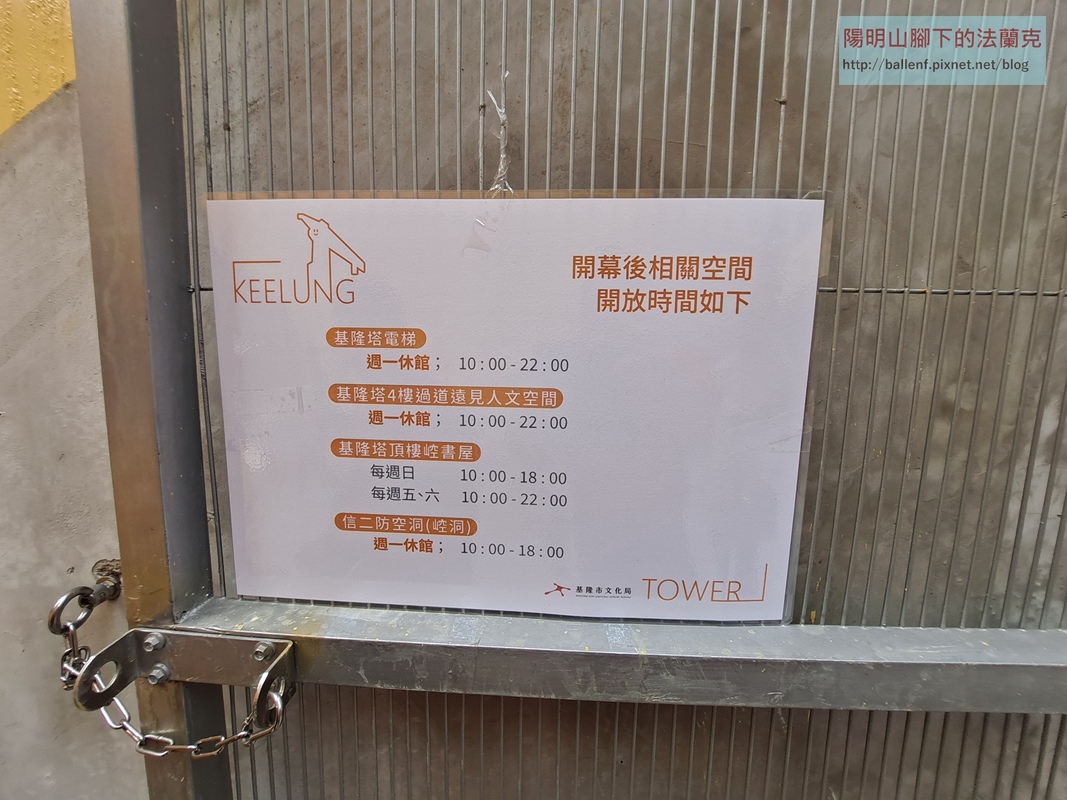 陽明山腳下的法蘭克
http://ballenf.pixnet.net/blog
KEELUNG
開幕後相關空間
開放時間如下
基隆塔電梯
週一休館； 10:00-22:00
基隆塔4樓過道遠見人文空間
週一休館； 10:00-22:00
基隆塔頂樓崆書屋
每週日 10:00-18:00
每週五、六 10:00-22:00
信二防空洞(崆洞)
週一休館； 10:00-18:00
基隆市文化局
TOWER